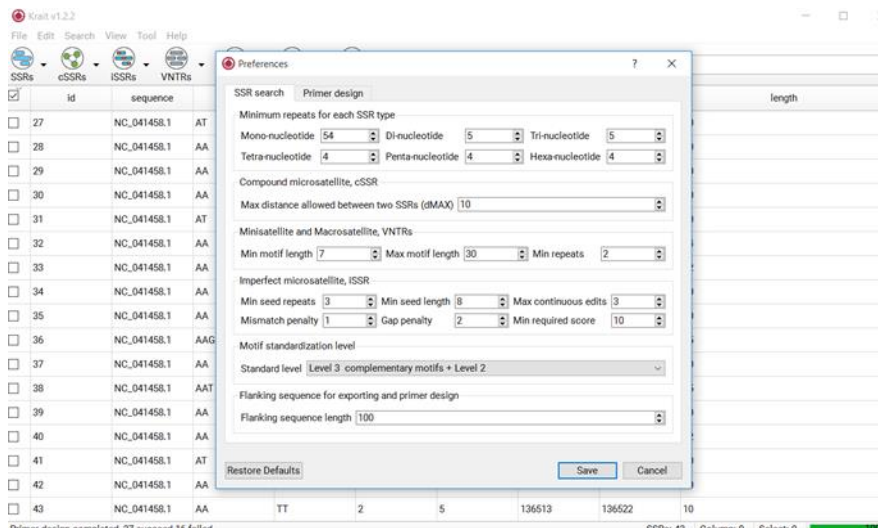 Krait v1.2.2
File Edit Search View Tool Help
SSRs cSSRs iSSRs VNTRs
id sequence length
Preferences ? ×
SSR search Primer design
Minimum repeats for each SSR type
Mono-nucleotide 54 Di-nucleotide 5 Tri-nucleotide 5
Tetra-nucleotide 4 Penta-nucleotide 4 Hexa-nucleotide 4
Compound microsatellite, cSSR
Max distance allowed between two SSRs (dMAX) 10
Minisatellite and Macrosatellite, VNTRs
Min motif length 7 Max motif length 30 Min repeats 2
Imperfect microsatellite, iSSR
Min seed repeats 3 Min seed length 8 Max continuous edits 3
Mismatch penalty 1 Gap penalty 2 Min required score 10
Motif standardization level
Standard level Level 3 complementary motifs + Level 2
Flanking sequence for exporting and primer design
Flanking sequence length 100
Restore Defaults Save Cancel
27 NC_041458.1 AT
28 NC_041458.1 AA
29 NC_041458.1 AA
30 NC_041458.1 AA
31 NC_041458.1 AT
32 NC_041458.1 AA
33 NC_041458.1 AA
34 NC_041458.1 AA
35 NC_041458.1 AA
36 NC_041458.1 AAG
37 NC_041458.1 AA
38 NC_041458.1 AAT
39 NC_041458.1 AA
40 NC_041458.1 AA
41 NC_041458.1 AT
42 NC_041458.1 AA
43 NC_041458.1 AA TT 2 5 136513 136522 10